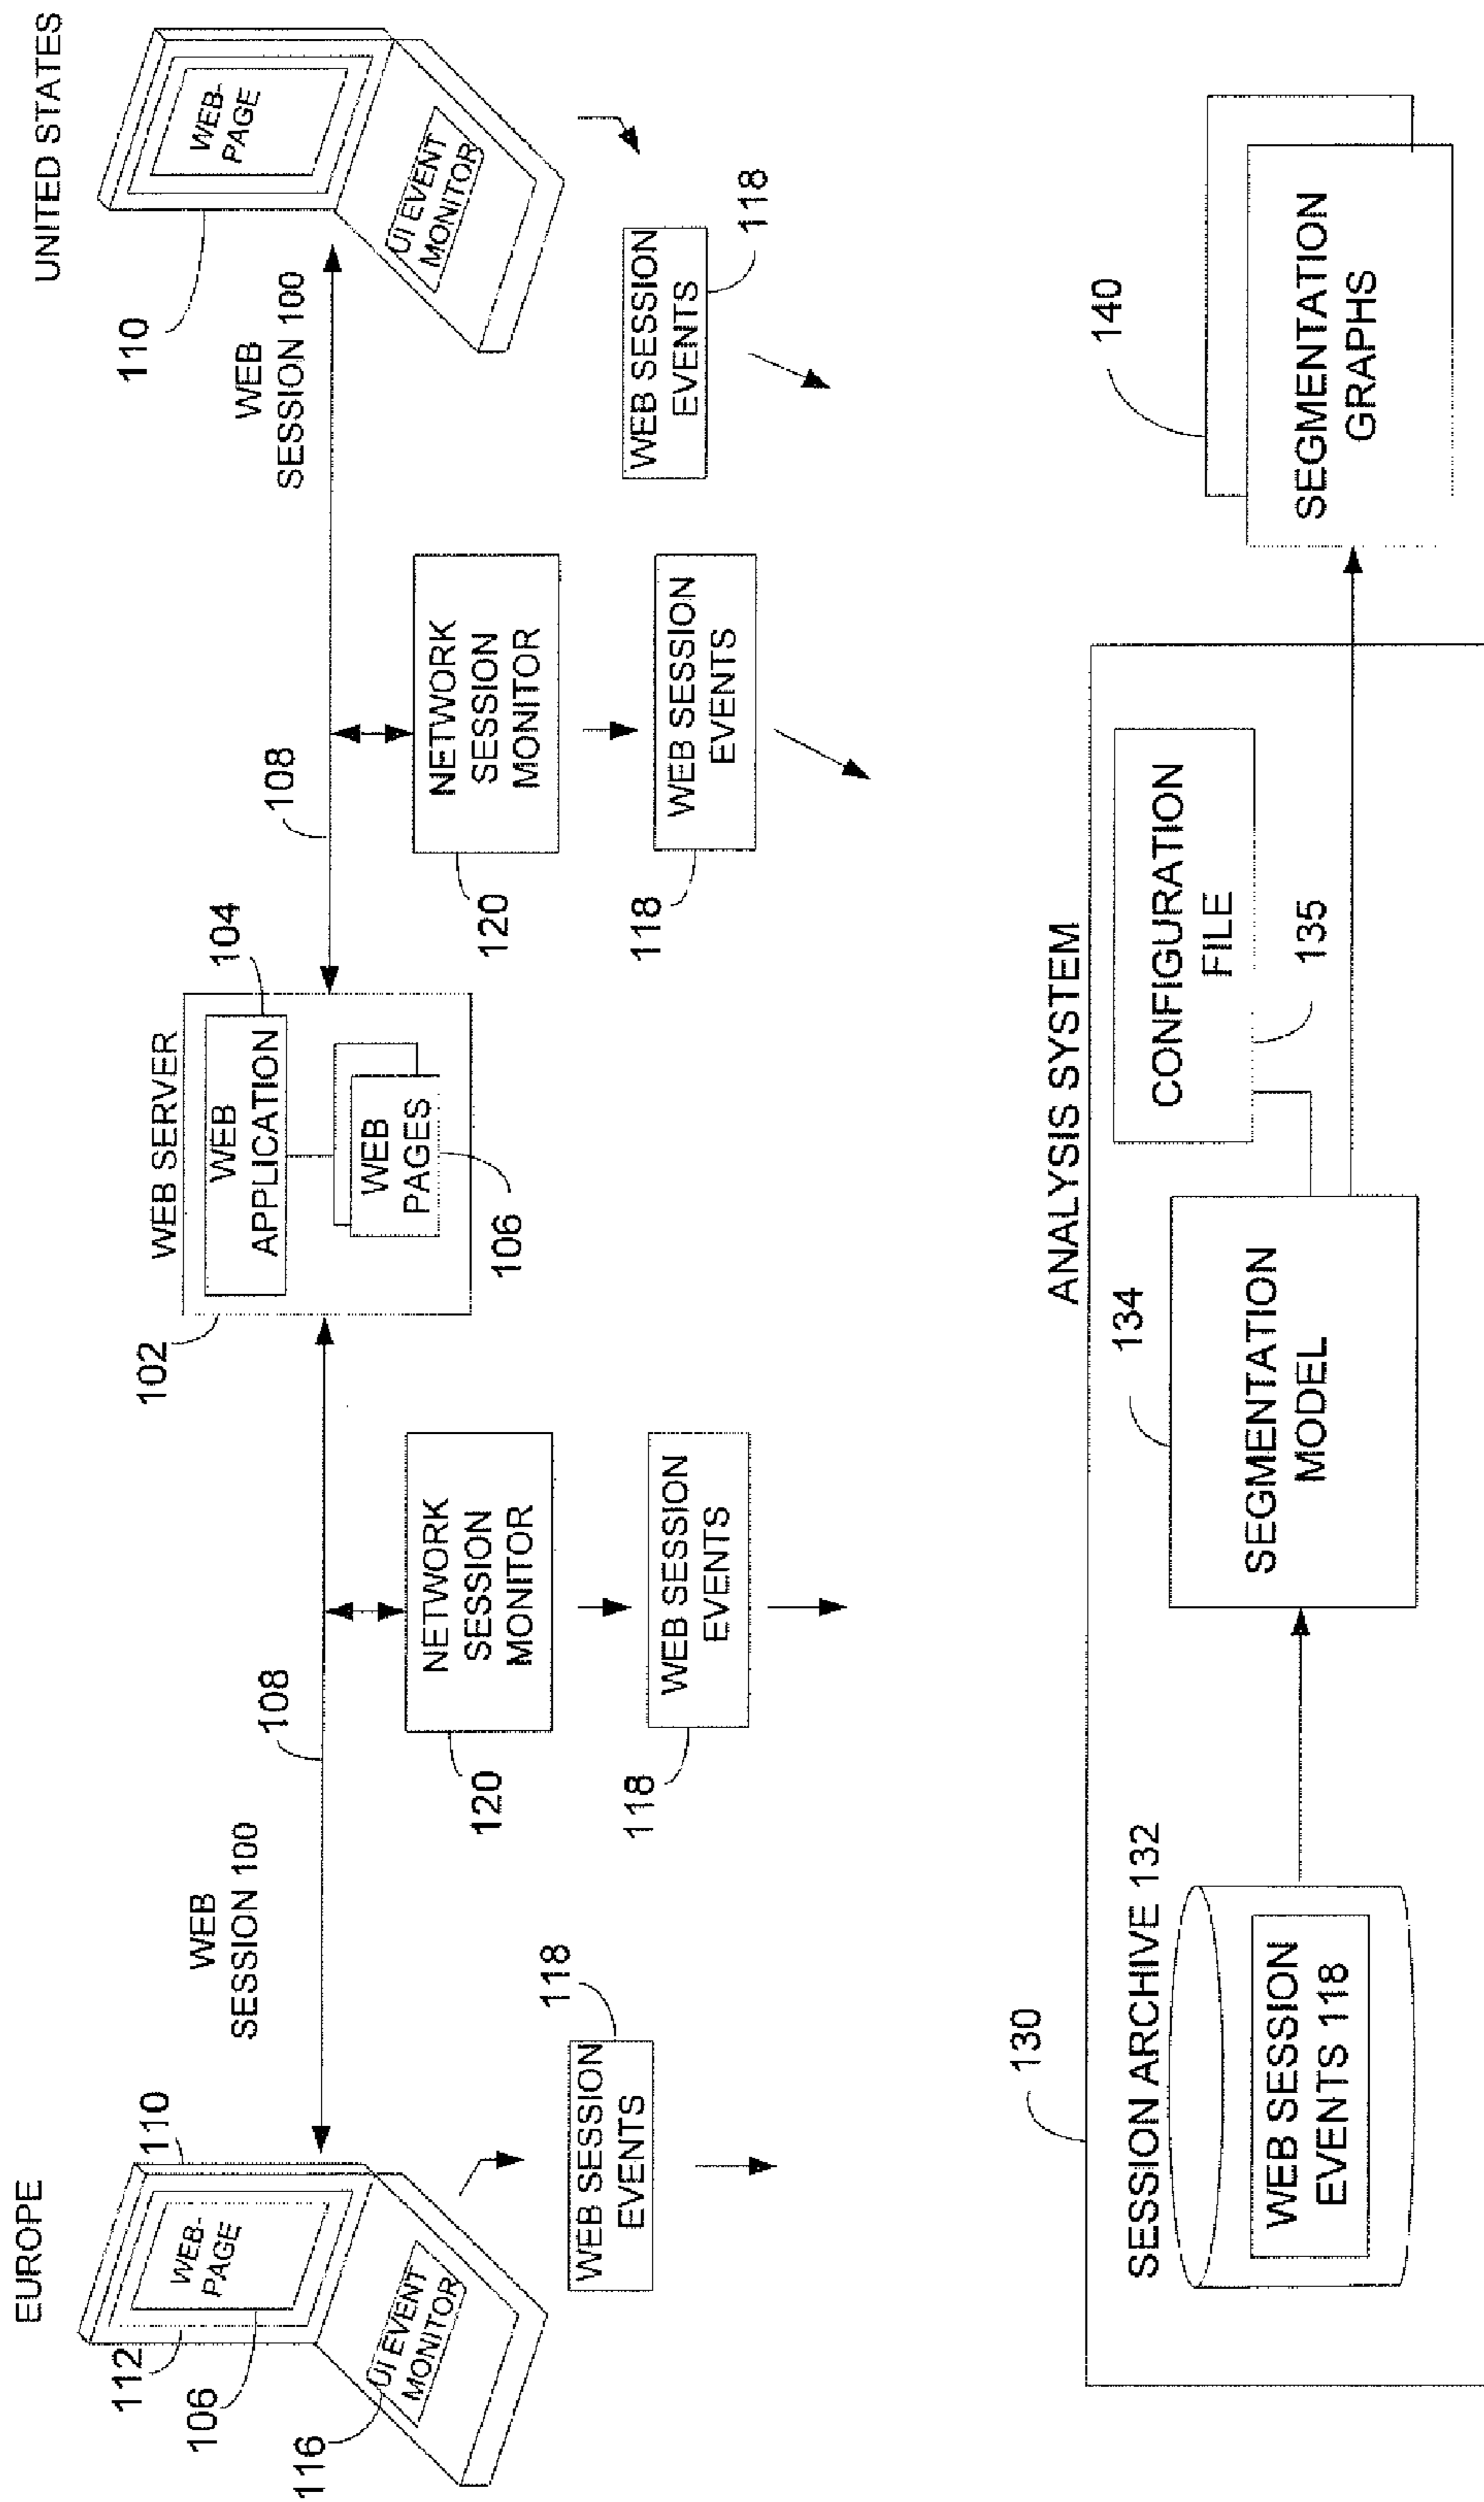 EUROPE
UNITED STATES
WEB-
PAGE
UI EVENT
MONITOR
110
112
106
116
WEB
SESSION 100
108
WEB SERVER
WEB
APPLICATION
WEB
PAGES
102
104
106
108
WEB
SESSION 100
WEB-
PAGE
UI EVENT
MONITOR
110
WEB SESSION
EVENTS
118
NETWORK
SESSION
MONITOR
120
WEB SESSION
EVENTS
118
NETWORK
SESSION
MONITOR
120
WEB SESSION
EVENTS
118
WEB SESSION
EVENTS
118
ANALYSIS SYSTEM
130
SESSION ARCHIVE 132
WEB SESSION
EVENTS 118
134
SEGMENTATION
MODEL
CONFIGURATION
FILE
135
140
SEGMENTATION
GRAPHS